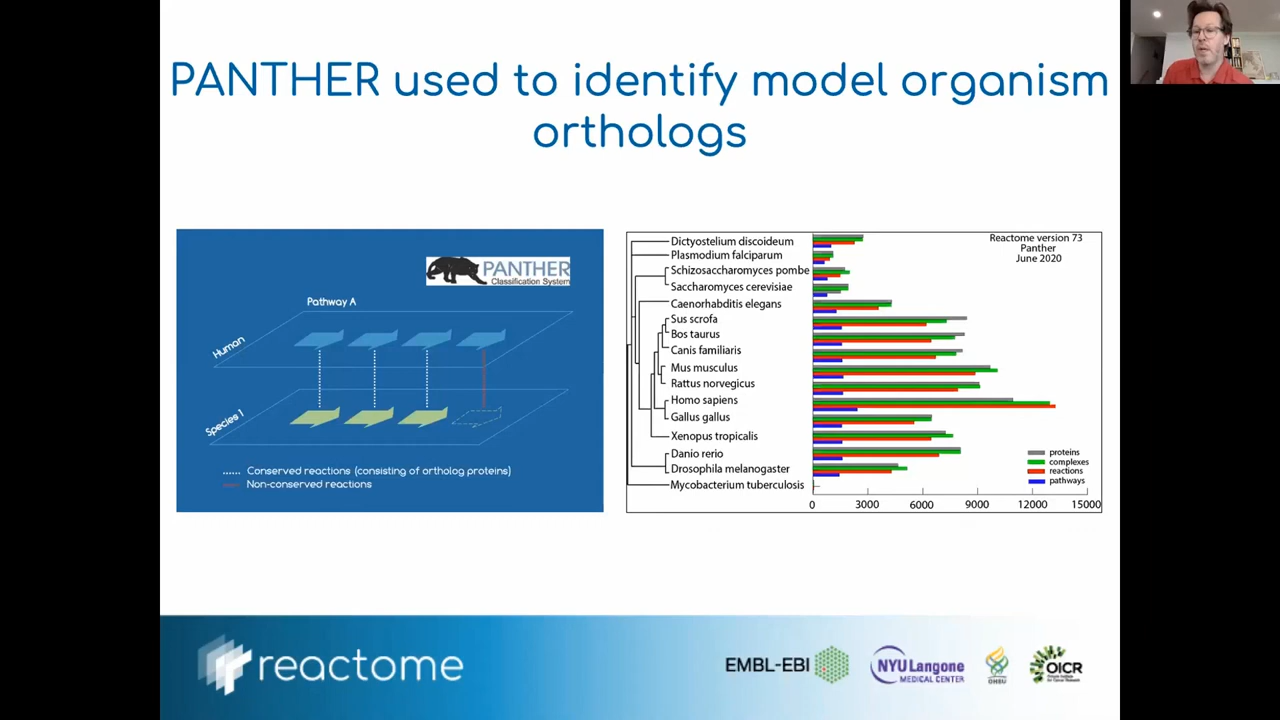 PANTHER used to identify model organism
orthologs
PANTHER
Classification System
Pathway A
Human
Species 1
Conserved reactions (consisting of ortholog proteins)
Non-conserved reactions
Reactome version 73
Panther
June 2020
Dictyostelium discoideum
Plasmodium falciparum
Schizosaccharomyces pombe
Saccharomyces cerevisiae
Caenorhabditis elegans
Sus scrofa
Bos taurus
Canis familiaris
Mus musculus
Rattus norvegicus
Homo sapiens
Gallus gallus
Xenopus tropicalis
Danio rerio
Drosophila melanogaster
Mycobacterium tuberculosis
proteins
complexes
reactions
pathways
0 3000 6000 9000 12000 15000
reactome
EMBL-EBI
NYU Langone
MEDICAL CENTER
OHSU
OICR